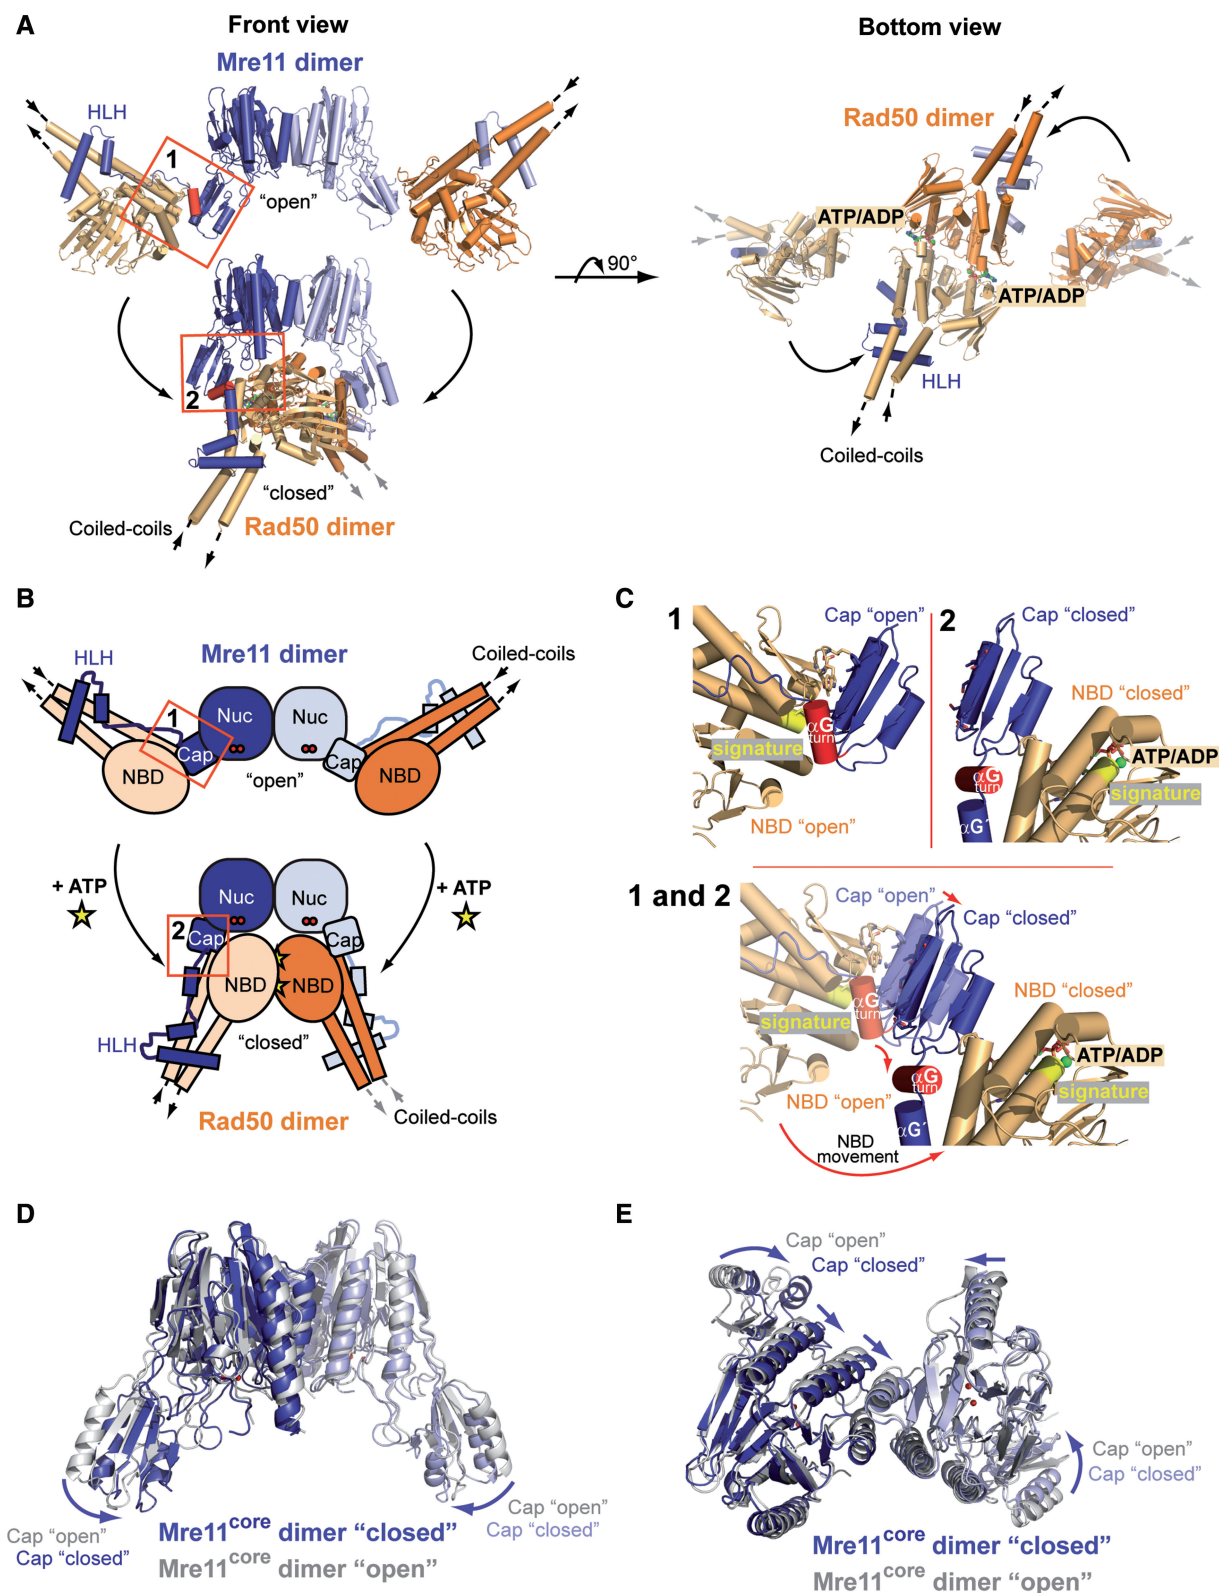 A
Front view
Mre11 dimer
HLH
1
“open”
2
“closed”
Coiled-coils
Rad50 dimer
90°
Bottom view
Rad50 dimer
ATP/ADP
ATP/ADP
HLH
Coiled-coils
B
HLH
Mre11 dimer
Coiled-coils
1
Nuc
Nuc
Cap
Cap
NBD
“open”
NBD
+ ATP
+ ATP
Nuc
Nuc
2
Cap
Cap
NBD
NBD
HLH
“closed”
Rad50 dimer
Coiled-coils
C
1
Cap “open”
αG
turn
signature
NBD “open”
2
Cap “closed”
NBD “closed”
ATP/ADP
signature
αG
turn
αG´
1 and 2
Cap “open”
Cap “closed”
NBD “closed”
αG
turn
signature
ATP/ADP
signature
αG
turn
NBD “open”
αG´
NBD
movement
D
Cap “open”
Cap “closed”
Cap “open”
Cap “closed”
Mre11core dimer “closed”
Mre11core dimer “open”
E
Cap “open”
Cap “closed”
Cap “open”
Cap “closed”
Mre11core dimer “closed”
Mre11core dimer “open”